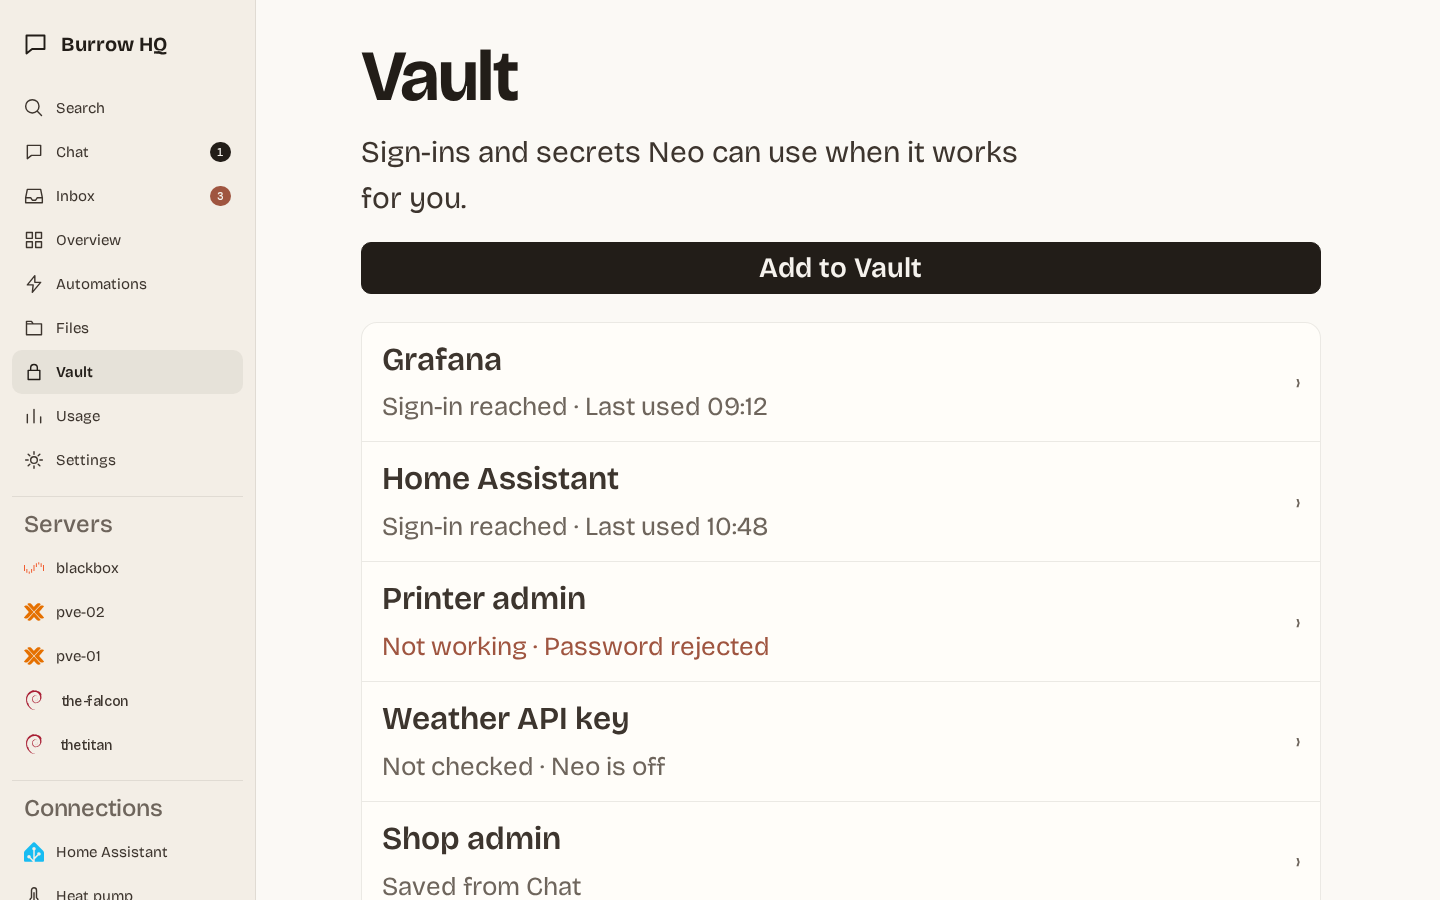 Burrow HQ
Search
Chat 1
Inbox 3
Overview
Automations
Files
Vault
Usage
Settings
Servers
blackbox
pve-02
pve-01
the-falcon
thetitan
Connections
Home Assistant
Heat pump
Vault
Sign-ins and secrets Neo can use when it works
for you.
Add to Vault
Grafana
Sign-in reached · Last used 09:12
Home Assistant
Sign-in reached · Last used 10:48
Printer admin
Not working · Password rejected
Weather API key
Not checked · Neo is off
Shop admin
Saved from Chat